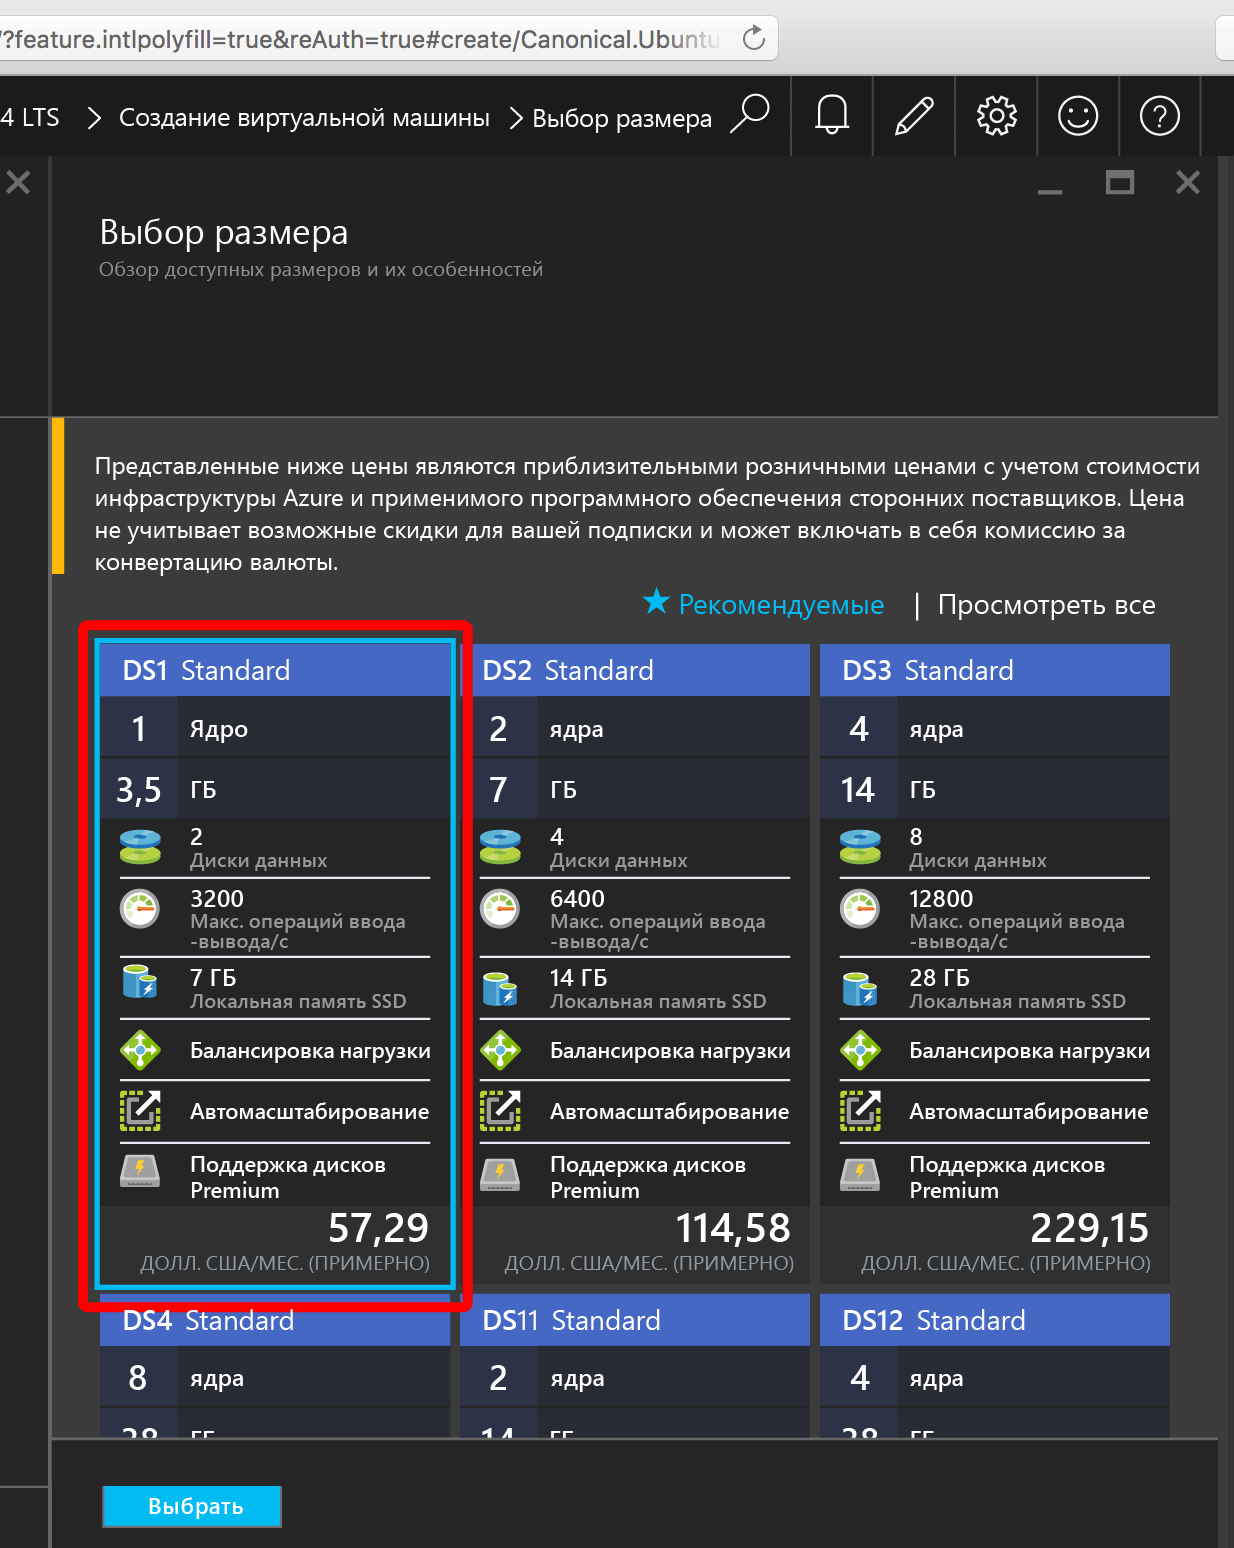 /?feature.intlpolyfill=true&reAuth=true#create/Canonical.Ubuntu
4 LTS > Создание виртуальной машины > Выбор размера
Выбор размера
Обзор доступных размеров и их особенностей
Представленные ниже цены являются приблизительными розничными ценами с учетом стоимости
инфраструктуры Azure и применимого программного обеспечения сторонних поставщиков. Цена
не учитывает возможные скидки для вашей подписки и может включать в себя комиссию за
конвертацию валюты.
★ Рекомендуемые | Просмотреть все
DS1 Standard
1 Ядро
3,5 ГБ
2
Диски данных
3200
Макс. операций ввода
-вывода/с
7 ГБ
Локальная память SSD
Балансировка нагрузки
Автомасштабирование
Поддержка дисков
Premium
57,29
ДОЛЛ. США/МЕС. (ПРИМЕРНО)
DS2 Standard
2 ядра
7 ГБ
4
Диски данных
6400
Макс. операций ввода
-вывода/с
14 ГБ
Локальная память SSD
Балансировка нагрузки
Автомасштабирование
Поддержка дисков
Premium
114,58
ДОЛЛ. США/МЕС. (ПРИМЕРНО)
DS3 Standard
4 ядра
14 ГБ
8
Диски данных
12800
Макс. операций ввода
-вывода/с
28 ГБ
Локальная память SSD
Балансировка нагрузки
Автомасштабирование
Поддержка дисков
Premium
229,15
ДОЛЛ. США/МЕС. (ПРИМЕРНО)
DS4 Standard
8 ядра
DS11 Standard
2 ядра
14 ГБ
DS12 Standard
4 ядра
Выбрать